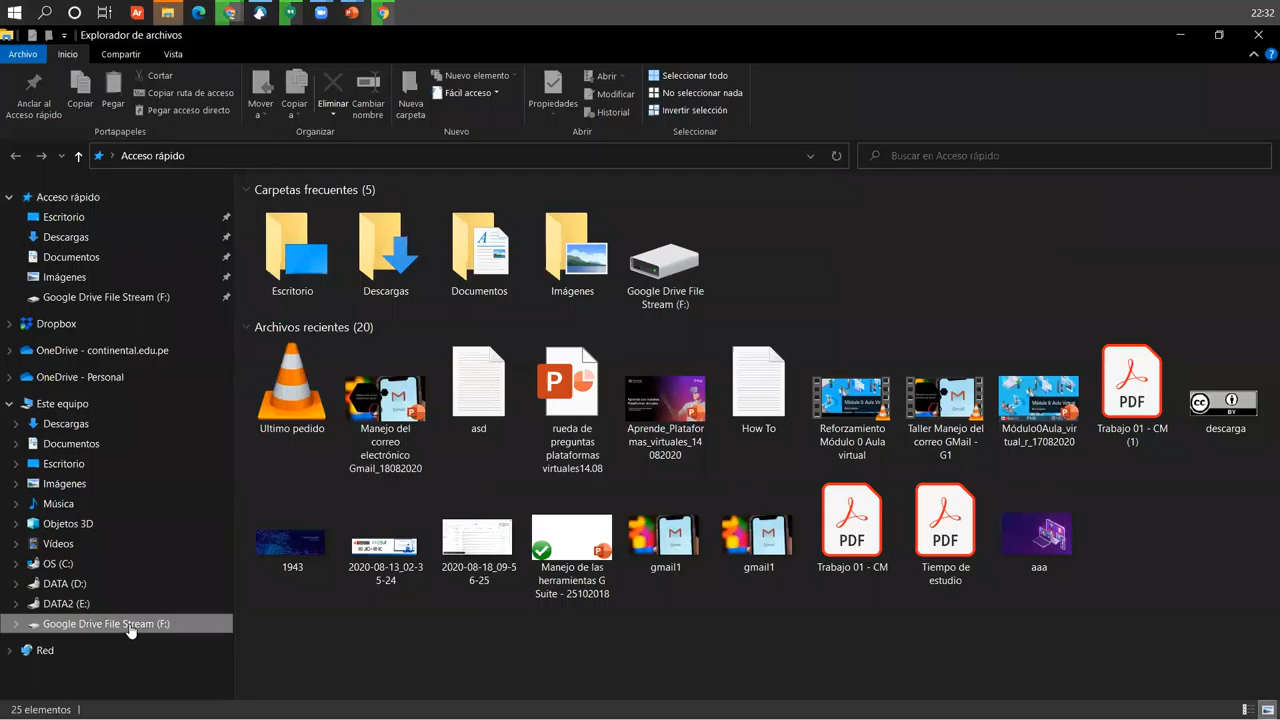 22:32
Explorador de archivos
Archivo
Inicio
Compartir
Vista
Anclar al
Acceso rápido
Copiar
Pegar
Cortar
Copiar ruta de acceso
Pegar acceso directo
Portapapeles
Mover
a
Copiar
a
Eliminar
Cambiar
nombre
Organizar
Nueva
carpeta
Nuevo elemento
Fácil acceso
Nuevo
Propiedades
Abrir
Modificar
Historial
Abrir
Seleccionar todo
No seleccionar nada
Invertir selección
Seleccionar
Acceso rápido
Buscar en Acceso rápido
Acceso rápido
Escritorio
Descargas
Documentos
Imágenes
Google Drive File Stream (F:)
Dropbox
OneDrive - continental.edu.pe
OneDrive - Personal
Este equipo
Descargas
Documentos
Escritorio
Imágenes
Música
Objetos 3D
Vídeos
OS (C:)
DATA (D:)
DATA2 (E:)
Google Drive File Stream (F:)
Red
Carpetas frecuentes (5)
Escritorio
Descargas
Documentos
Imágenes
Google Drive File
Stream (F:)
Archivos recientes (20)
Ultimo pedido
Manejo del
correo
electrónico
Gmail_18082020
asd
rueda de
preguntas
plataformas
virtuales14.08
Aprende_Platafor
mas_virtuales_14
082020
How To
Reforzamiento
Módulo 0 Aula
virtual
Taller Manejo del
correo GMail -
G1
Módulo0Aula_vir
tual_r_17082020
PDF
Trabajo 01 - CM
(1)
descarga
1943
2020-08-13_02-3
5-24
2020-08-18_09-5
6-25
Manejo de las
herramientas G
Suite - 25102018
gmail1
gmail1
PDF
Trabajo 01 - CM
PDF
Tiempo de
estudio
aaa
25 elementos